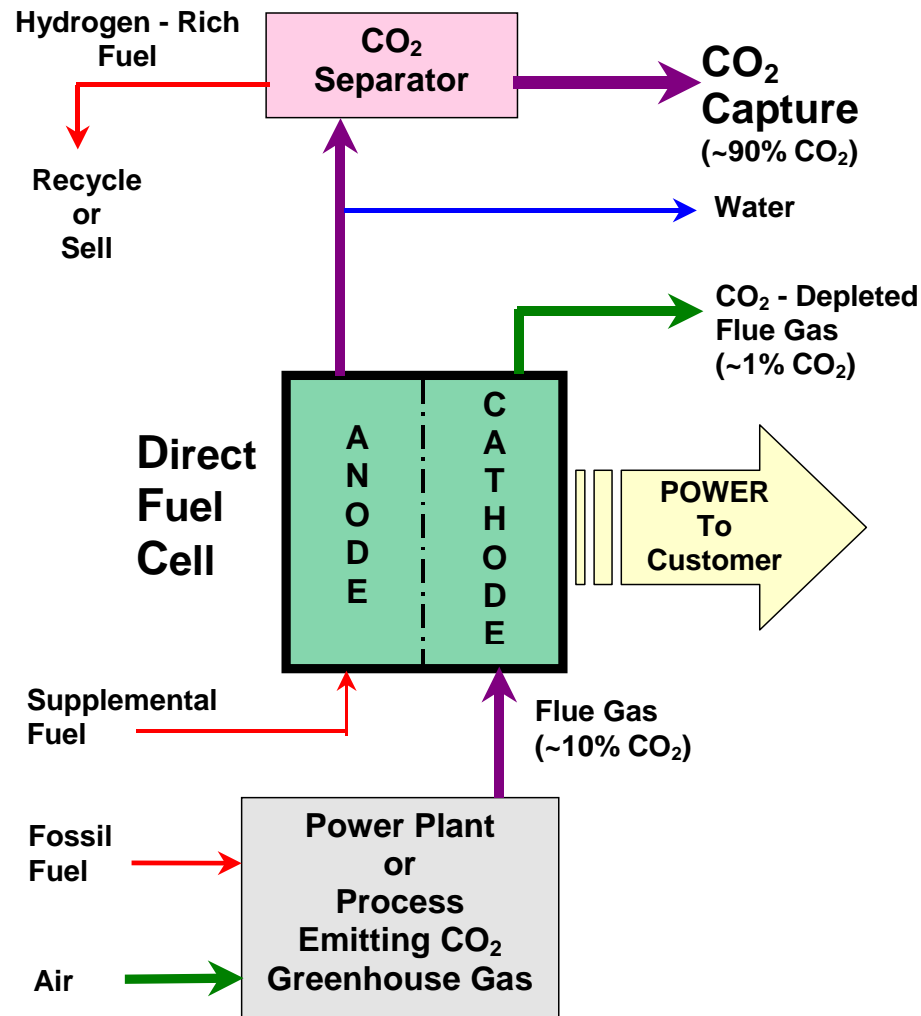 Hydrogen - Rich
Fuel
CO₂
Separator
CO₂
Capture
(~90% CO₂)
Recycle
or
Sell
Water
CO₂ - Depleted
Flue Gas
(~1% CO₂)
Direct
Fuel
Cell
A
N
O
D
E
C
A
T
H
O
D
E
POWER
To
Customer
Supplemental
Fuel
Flue Gas
(~10% CO₂)
Fossil
Fuel
Air
Power Plant
or
Process
Emitting CO₂
Greenhouse Gas